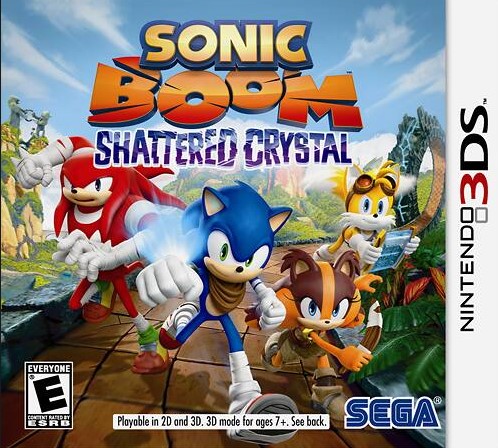 SONIC
BOOM
SHATTERED CRYSTAL
NINTENDO 3DS™
EVERYONE
E
CONTENT RATED BY
ESRB
Playable in 2D and 3D. 3D mode for ages 7+. See back.
SEGA®